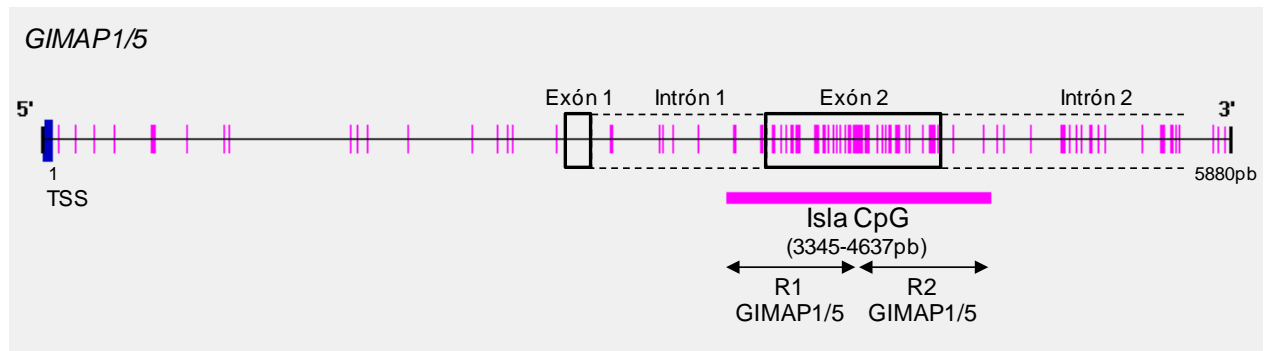 GIMAP1/5
Exón 1 Intrón 1 Exón 2 Intrón 2
5' 3'
1 5880pb
TSS
Isla CpG
(3345-4637pb)
R1 R2
GIMAP1/5 GIMAP1/5